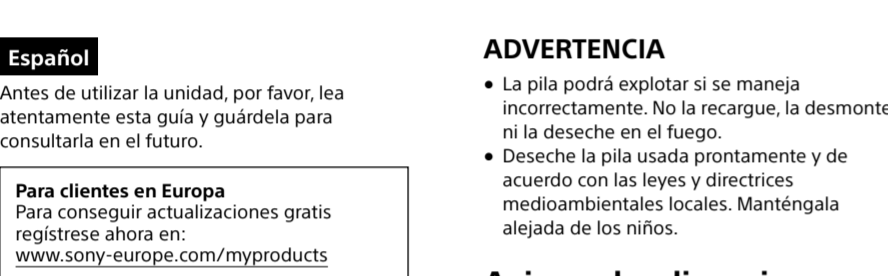 Español
Antes de utilizar la unidad, por favor, lea
atentamente esta guía y guárdela para
consultarla en el futuro.
Para clientes en Europa
Para conseguir actualizaciones gratis
regístrese ahora en:
www.sony-europe.com/myproducts
ADVERTENCIA
• La pila podrá explotar si se maneja
incorrectamente. No la recargue, la desmonte
ni la deseche en el fuego.
• Deseche la pila usada prontamente y de
acuerdo con las leyes y directrices
medioambientales locales. Manténgala
alejada de los niños.